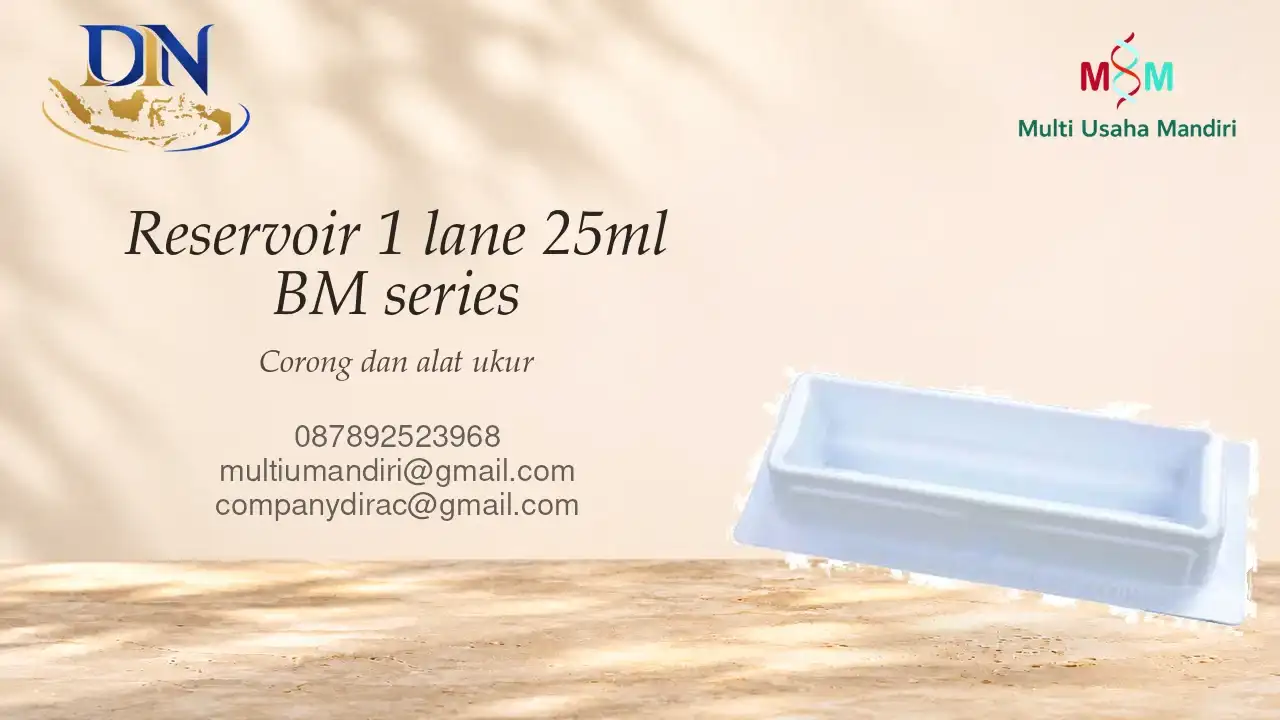 DIN
MSM
Multi Usaha Mandiri
Reservoir 1 lane 25ml
BM series
Corong dan alat ukur
087892523968
multiumandiri@gmail.com
companydirac@gmail.com